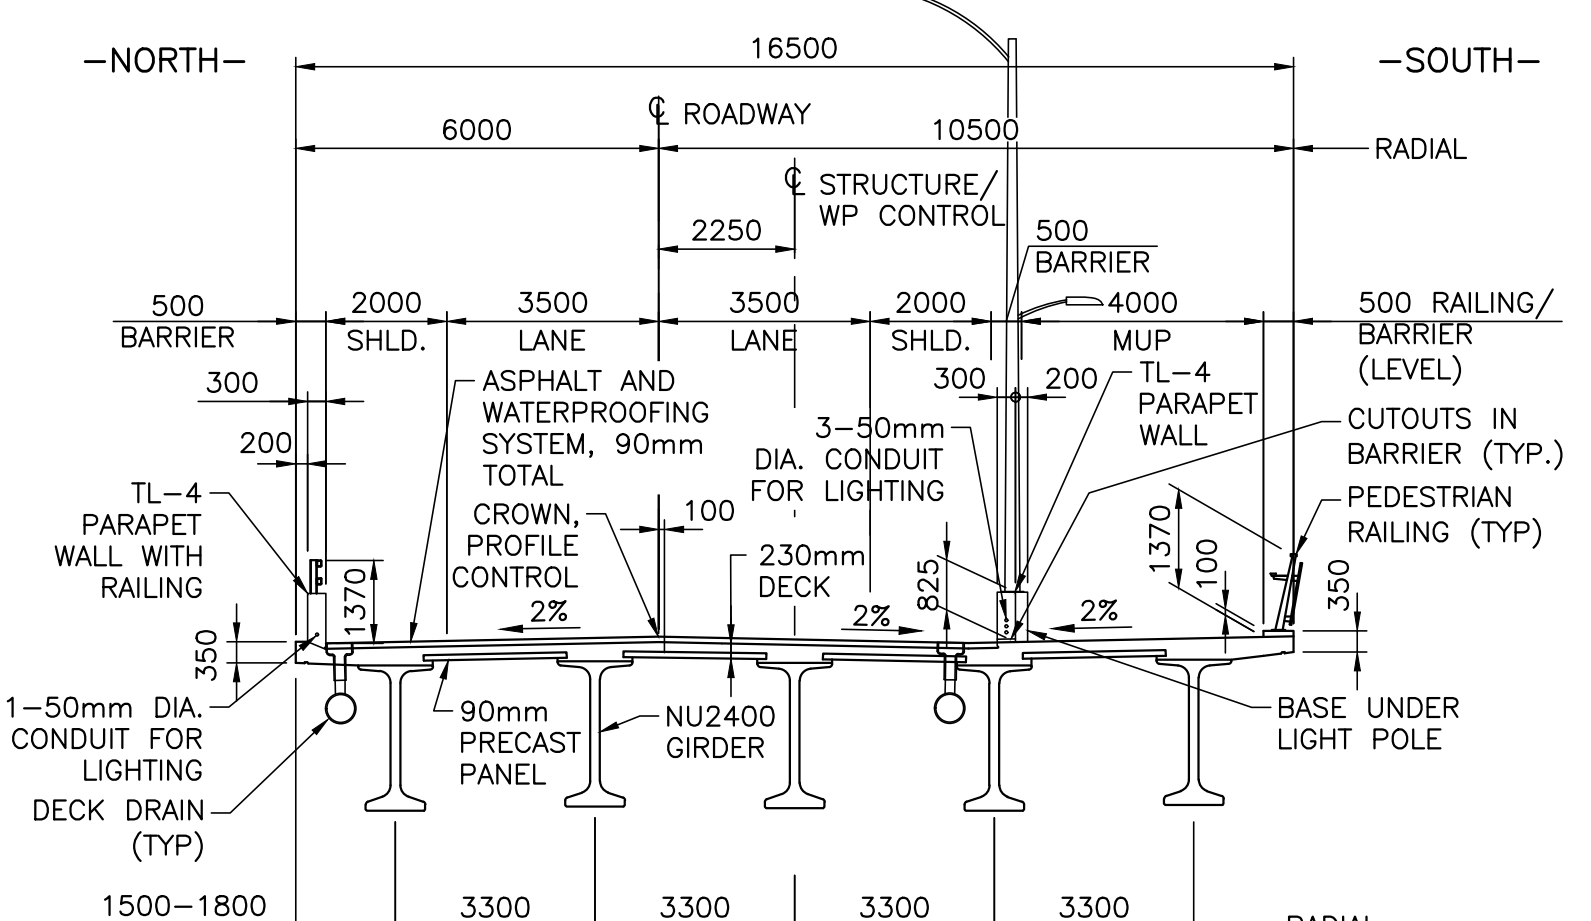 -NORTH-
16500
-SOUTH-
℄ ROADWAY
6000
10500
RADIAL
℄ STRUCTURE/
WP CONTROL
2250
500
BARRIER
500
BARRIER
2000
SHLD.
3500
LANE
3500
LANE
2000
SHLD.
4000
MUP
500 RAILING/
BARRIER
(LEVEL)
300
200
ASPHALT AND
WATERPROOFING
SYSTEM, 90mm
TOTAL
300
200
TL-4
PARAPET
WALL
3-50mm
DIA. CONDUIT
FOR LIGHTING
CUTOUTS IN
BARRIER (TYP.)
TL-4
PARAPET
WALL WITH
RAILING
CROWN,
PROFILE
CONTROL
100
230mm
DECK
PEDESTRIAN
RAILING (TYP)
1370
825
1370
100
350
350
2%
2%
2%
1-50mm DIA.
CONDUIT FOR
LIGHTING
DECK DRAIN
(TYP)
90mm
PRECAST
PANEL
NU2400
GIRDER
BASE UNDER
LIGHT POLE
1500-1800
3300
3300
3300
3300
RADIAL